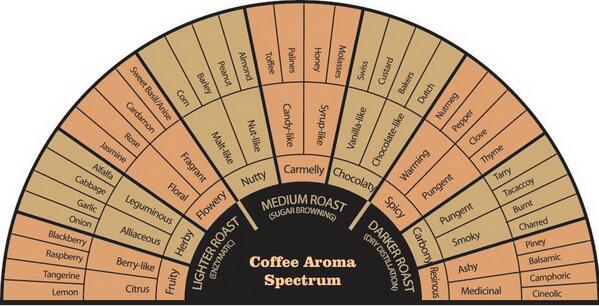 Lemon
Tangerine
Raspberry
Blackberry
Citrus
Berry-like
Fruity
Onion
Garlic
Cabbage
Alfalfa
Alliaceous
Leguminous
Herby
Jasmine
Rose
Cardamon
Sweet Basil/Anise
Floral
Fragrant
Flowery
Corn
Barley
Peanut
Almond
Malt-like
Nut-like
Nutty
Toffee
Palines
Honey
Molasses
Candy-like
Syrup-like
Carmelly
Swiss
Custard
Bakers
Dutch
Vanilla-like
Chocolate-like
Chocolaty
Nutmeg
Pepper
Clove
Thyme
Warming
Pungent
Spicy
Tarry
Tacaccoy
Burnt
Charred
Pungent
Smoky
Carbony
Piney
Balsamic
Camphoric
Cineolic
Ashy
Medicinal
Resinous
LIGHTER ROAST
(ENZYMATIC)
MEDIUM ROAST
(SUGAR BROWNING)
DARKER ROAST
(DRY DISTILLATION)
Coffee Aroma
Spectrum